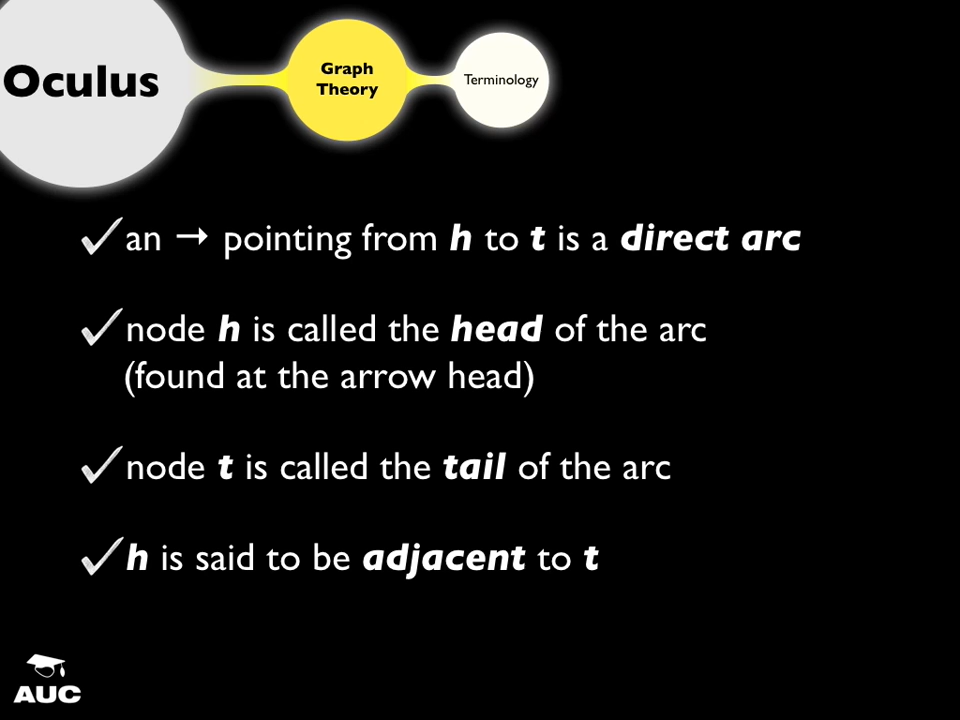 Oculus
Graph
Theory
Terminology
an → pointing from h to t is a direct arc
node h is called the head of the arc
(found at the arrow head)
node t is called the tail of the arc
h is said to be adjacent to t
AUC